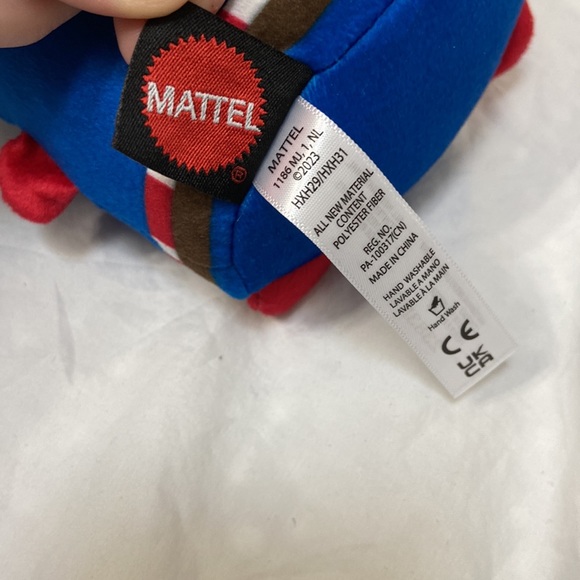 MATTEL
®
MATTEL
1186 MJ, 1, NL
©2023
HXH29/HXH31
ALL NEW MATERIAL
CONTENT
POLYESTER FIBER
REG. NO.
PA-100317(CN)
MADE IN CHINA
HAND WASHABLE
LAVABLE A MANO
LAVABLE À LA MAIN
Hand Wash
CE
UK
CA